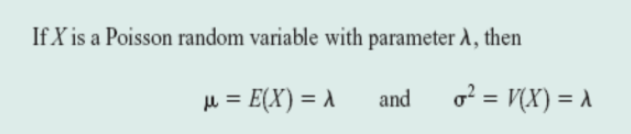 If X is a Poisson random variable with parameter λ, then
μ = E(X) = λ and σ² = V(X) = λ